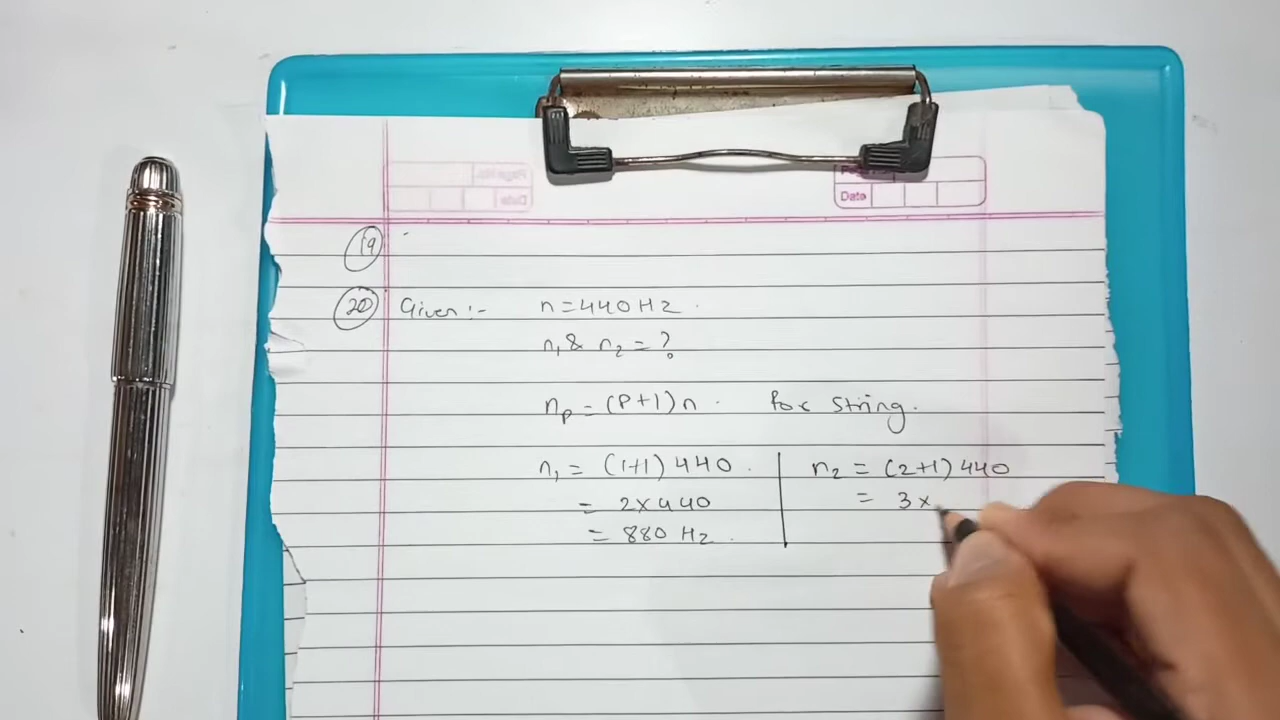 Date
19
20 Given :- n = 440 Hz.
n₁ & n₂ = ?
nₚ = (P+1)n. For string.
n₁ = (1+1) 440. n₂ = (2+1) 440
= 2 × 440 = 3 ×
= 880 Hz.